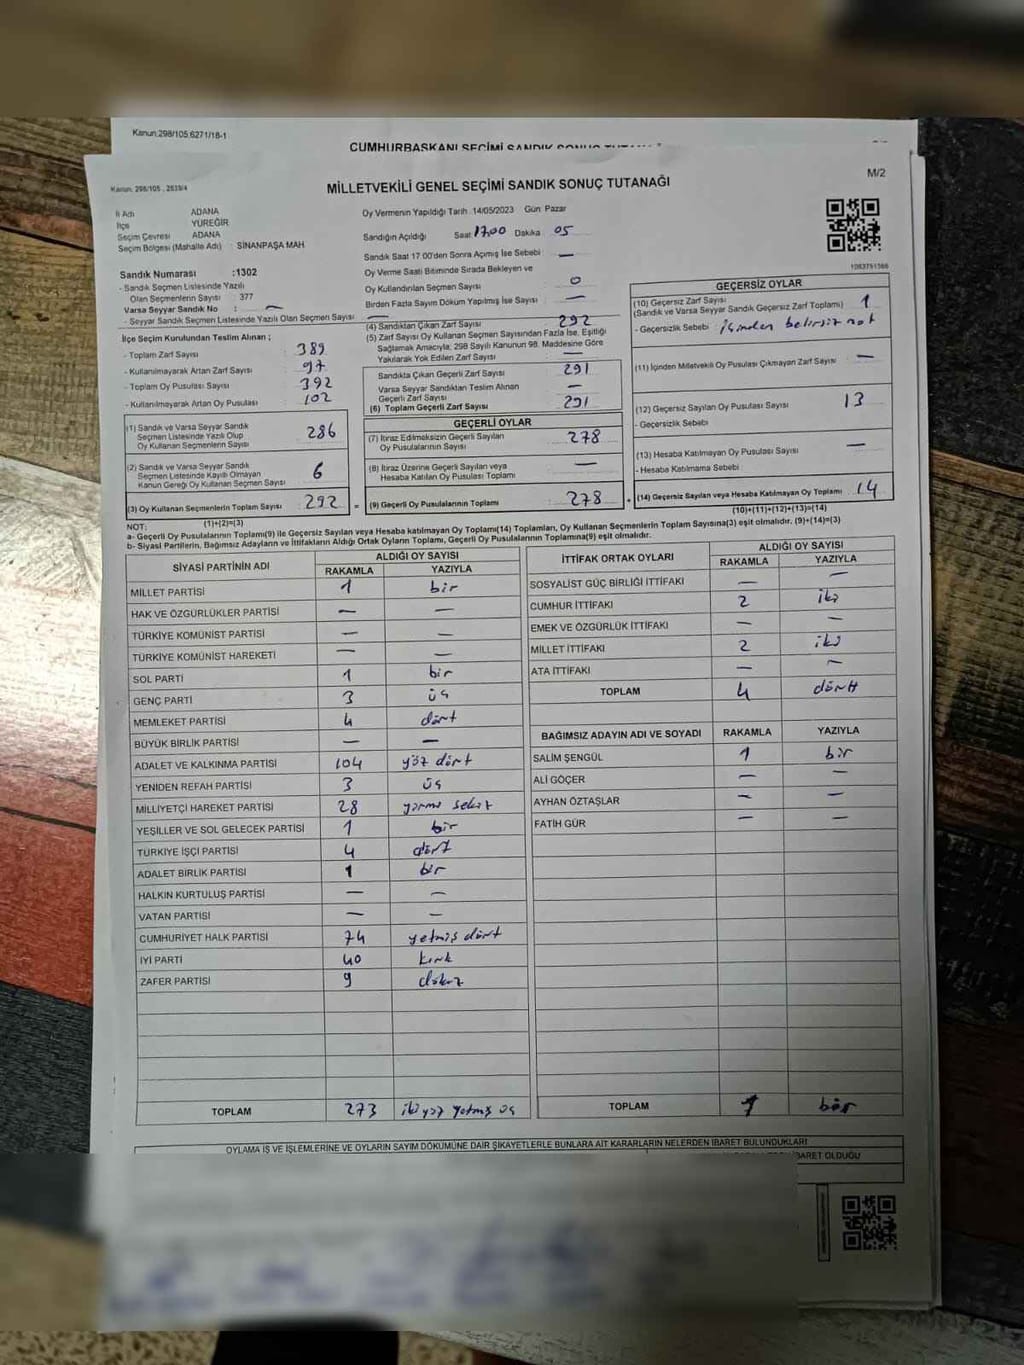 Kanun:298/105,6271/18-1
CUMHURBAŞKANI SEÇİMİ SANDIK SONUÇ
M/2
Kanun: 298/105 , 2839/4
MİLLETVEKİLİ GENEL SEÇİMİ SANDIK SONUÇ TUTANAĞI
İl Adı ADANA
İlçe YÜREĞİR
Seçim Çevresi ADANA
Seçim Bölgesi (Mahalle Adı) : SİNANPAŞA MAH.
Sandık Numarası :1302
- Sandık Seçmen Listesinde Yazılı
Olan Seçmenlerin Sayısı : 377
Varsa Seyyar Sandık No : —
- Seyyar Sandık Seçmen Listesinde Yazılı Olan Seçmen Sayısı : —
Oy Vermenin Yapıldığı Tarih :14/05/2023 Gün: Pazar
Sandığın Açıldığı Saat: 17.00 Dakika 05
Sandık Saat 17.00'den Sonra Açmış İse Sebebi —
Oy Verme Saati Bitiminde Sırada Bekleyen ve
Oy Kullandırılan Seçmen Sayısı : 0
Birden Fazla Sayım Döküm Yapılmış İse Sayısı : —
1083751566
İlçe Seçim Kurulundan Teslim Alınan ;
- Toplam Zarf Sayısı : 389
- Kullanılmayarak Artan Zarf Sayısı : 97
- Toplam Oy Pusulası Sayısı : 392
- Kullanılmayarak Artan Oy Pusulası : 102
(4) Sandıktan Çıkan Zarf Sayısı : 292
(5) Zarf Sayısı Oy Kullanan Seçmen Sayısından Fazla İse, Eşitliği
Sağlamak Amacıyla; 298 Sayılı Kanunun 98. Maddesine Göre
Yakılarak Yok Edilen Zarf Sayısı : —
Sandıkta Çıkan Geçerli Zarf Sayısı : 291
Varsa Seyyar Sandıktan Teslim Alınan
Geçerli Zarf Sayısı : —
(6) Toplam Geçerli Zarf Sayısı : 291
GEÇERSİZ OYLAR
(10) Geçersiz Zarf Sayısı : 1
(Sandık ve Varsa Seyyar Sandık Geçersiz Zarf Toplamı)
- Geçersizlik Sebebi : içinden belirsiz not
(11) İçinden Milletvekili Oy Pusulası Çıkmayan Zarf Sayısı : —
(12) Geçersiz Sayılan Oy Pusulası Sayısı : 13
- Geçersizlik Sebebi :
(13) Hesaba Katılmayan Oy Pusulası Sayısı : —
- Hesaba Katılmama Sebebi :
(14) Geçersiz Sayılan veya Hesaba Katılmayan Oy Toplamı : 14
(10)+(11)+(12)+(13)=(14)
(1) Sandık ve Varsa Seyyar Sandık
Seçmen Listesinde Yazılı Olup
Oy Kullanan Seçmenlerin Sayısı : 286
(2) Sandık ve Varsa Seyyar Sandık
Seçmen Listesinde Kayıtlı Olmayan
Kanun Gereği Oy Kullanan Seçmen Sayısı : 6
(3) Oy Kullanan Seçmenlerin Toplam Sayısı : 292
(1)+(2)=(3)
GEÇERLİ OYLAR
(7) İtiraz Edilmeksizin Geçerli Sayılan
Oy Pusulasının Sayısı : 278
(8) İtiraz Üzerine Geçerli Sayılan veya
Hesaba Katılan Oy Pusulası Sayısı : —
= (9) Geçerli Oy Pusulalarının Toplamı : 278 +
NOT:
a- Geçerli Oy Pusulalarının Toplamı(9) ile Geçersiz Sayılan veya Hesaba katılmayan Oy Toplamı(14) Toplamları, Oy Kullanan Seçmenlerin Toplam Sayısına(3) eşit olmalıdır. (9)+(14)=(3)
b- Siyasi Partilerin, Bağımsız Adayların ve İttifakların Aldığı Ortak Oyların Toplamı, Geçerli Oy Pusulalarının Toplamına(9) eşit olmalıdır.
SİYASİ PARTİNİN ADI ALDIĞI OY SAYISI
RAKAMLA YAZIYLA
MİLLET PARTİSİ 1 bir
HAK VE ÖZGÜRLÜKLER PARTİSİ — —
TÜRKİYE KOMÜNİST PARTİSİ — —
TÜRKİYE KOMÜNİST HAREKETİ — —
SOL PARTİ 1 bir
GENÇ PARTİ 3 üç
MEMLEKET PARTİSİ 4 dört
BÜYÜK BİRLİK PARTİSİ — —
ADALET VE KALKINMA PARTİSİ 104 yüz dört
YENİDEN REFAH PARTİSİ 3 üç
MİLLİYETÇİ HAREKET PARTİSİ 28 yirmi sekiz
YEŞİLLER VE SOL GELECEK PARTİSİ 1 bir
TÜRKİYE İŞÇİ PARTİSİ 4 dört
ADALET BİRLİK PARTİSİ 1 bir
HALKIN KURTULUŞ PARTİSİ — —
VATAN PARTİSİ — —
CUMHURİYET HALK PARTİSİ 74 yetmiş dört
İYİ PARTİ 40 kırk
ZAFER PARTİSİ 9 dokuz
TOPLAM 273 ikiyüz yetmiş üç
İTTİFAK ORTAK OYLARI ALDIĞI OY SAYISI
RAKAMLA YAZIYLA
SOSYALİST GÜÇ BİRLİĞİ İTTİFAKI — —
CUMHUR İTTİFAKI 2 iki
EMEK VE ÖZGÜRLÜK İTTİFAKI — —
MİLLET İTTİFAKI 2 iki
ATA İTTİFAKI — —
TOPLAM 4 dört
BAĞIMSIZ ADAYIN ADI VE SOYADI RAKAMLA YAZIYLA
SALİM ŞENGÜL 1 bir
ALİ GÖÇER — —
AYHAN ÖZTAŞLAR — —
FATİH GÜR — —
TOPLAM 1 bir
OYLAMA İŞ VE İŞLEMLERİNE VE OYLARIN SAYIM DÖKÜMÜNE DAİR ŞİKAYETLERLE BUNLARA AİT KARARLARIN NELERDEN İBARET BULUNDUKLARI
İBARET OLDUĞU